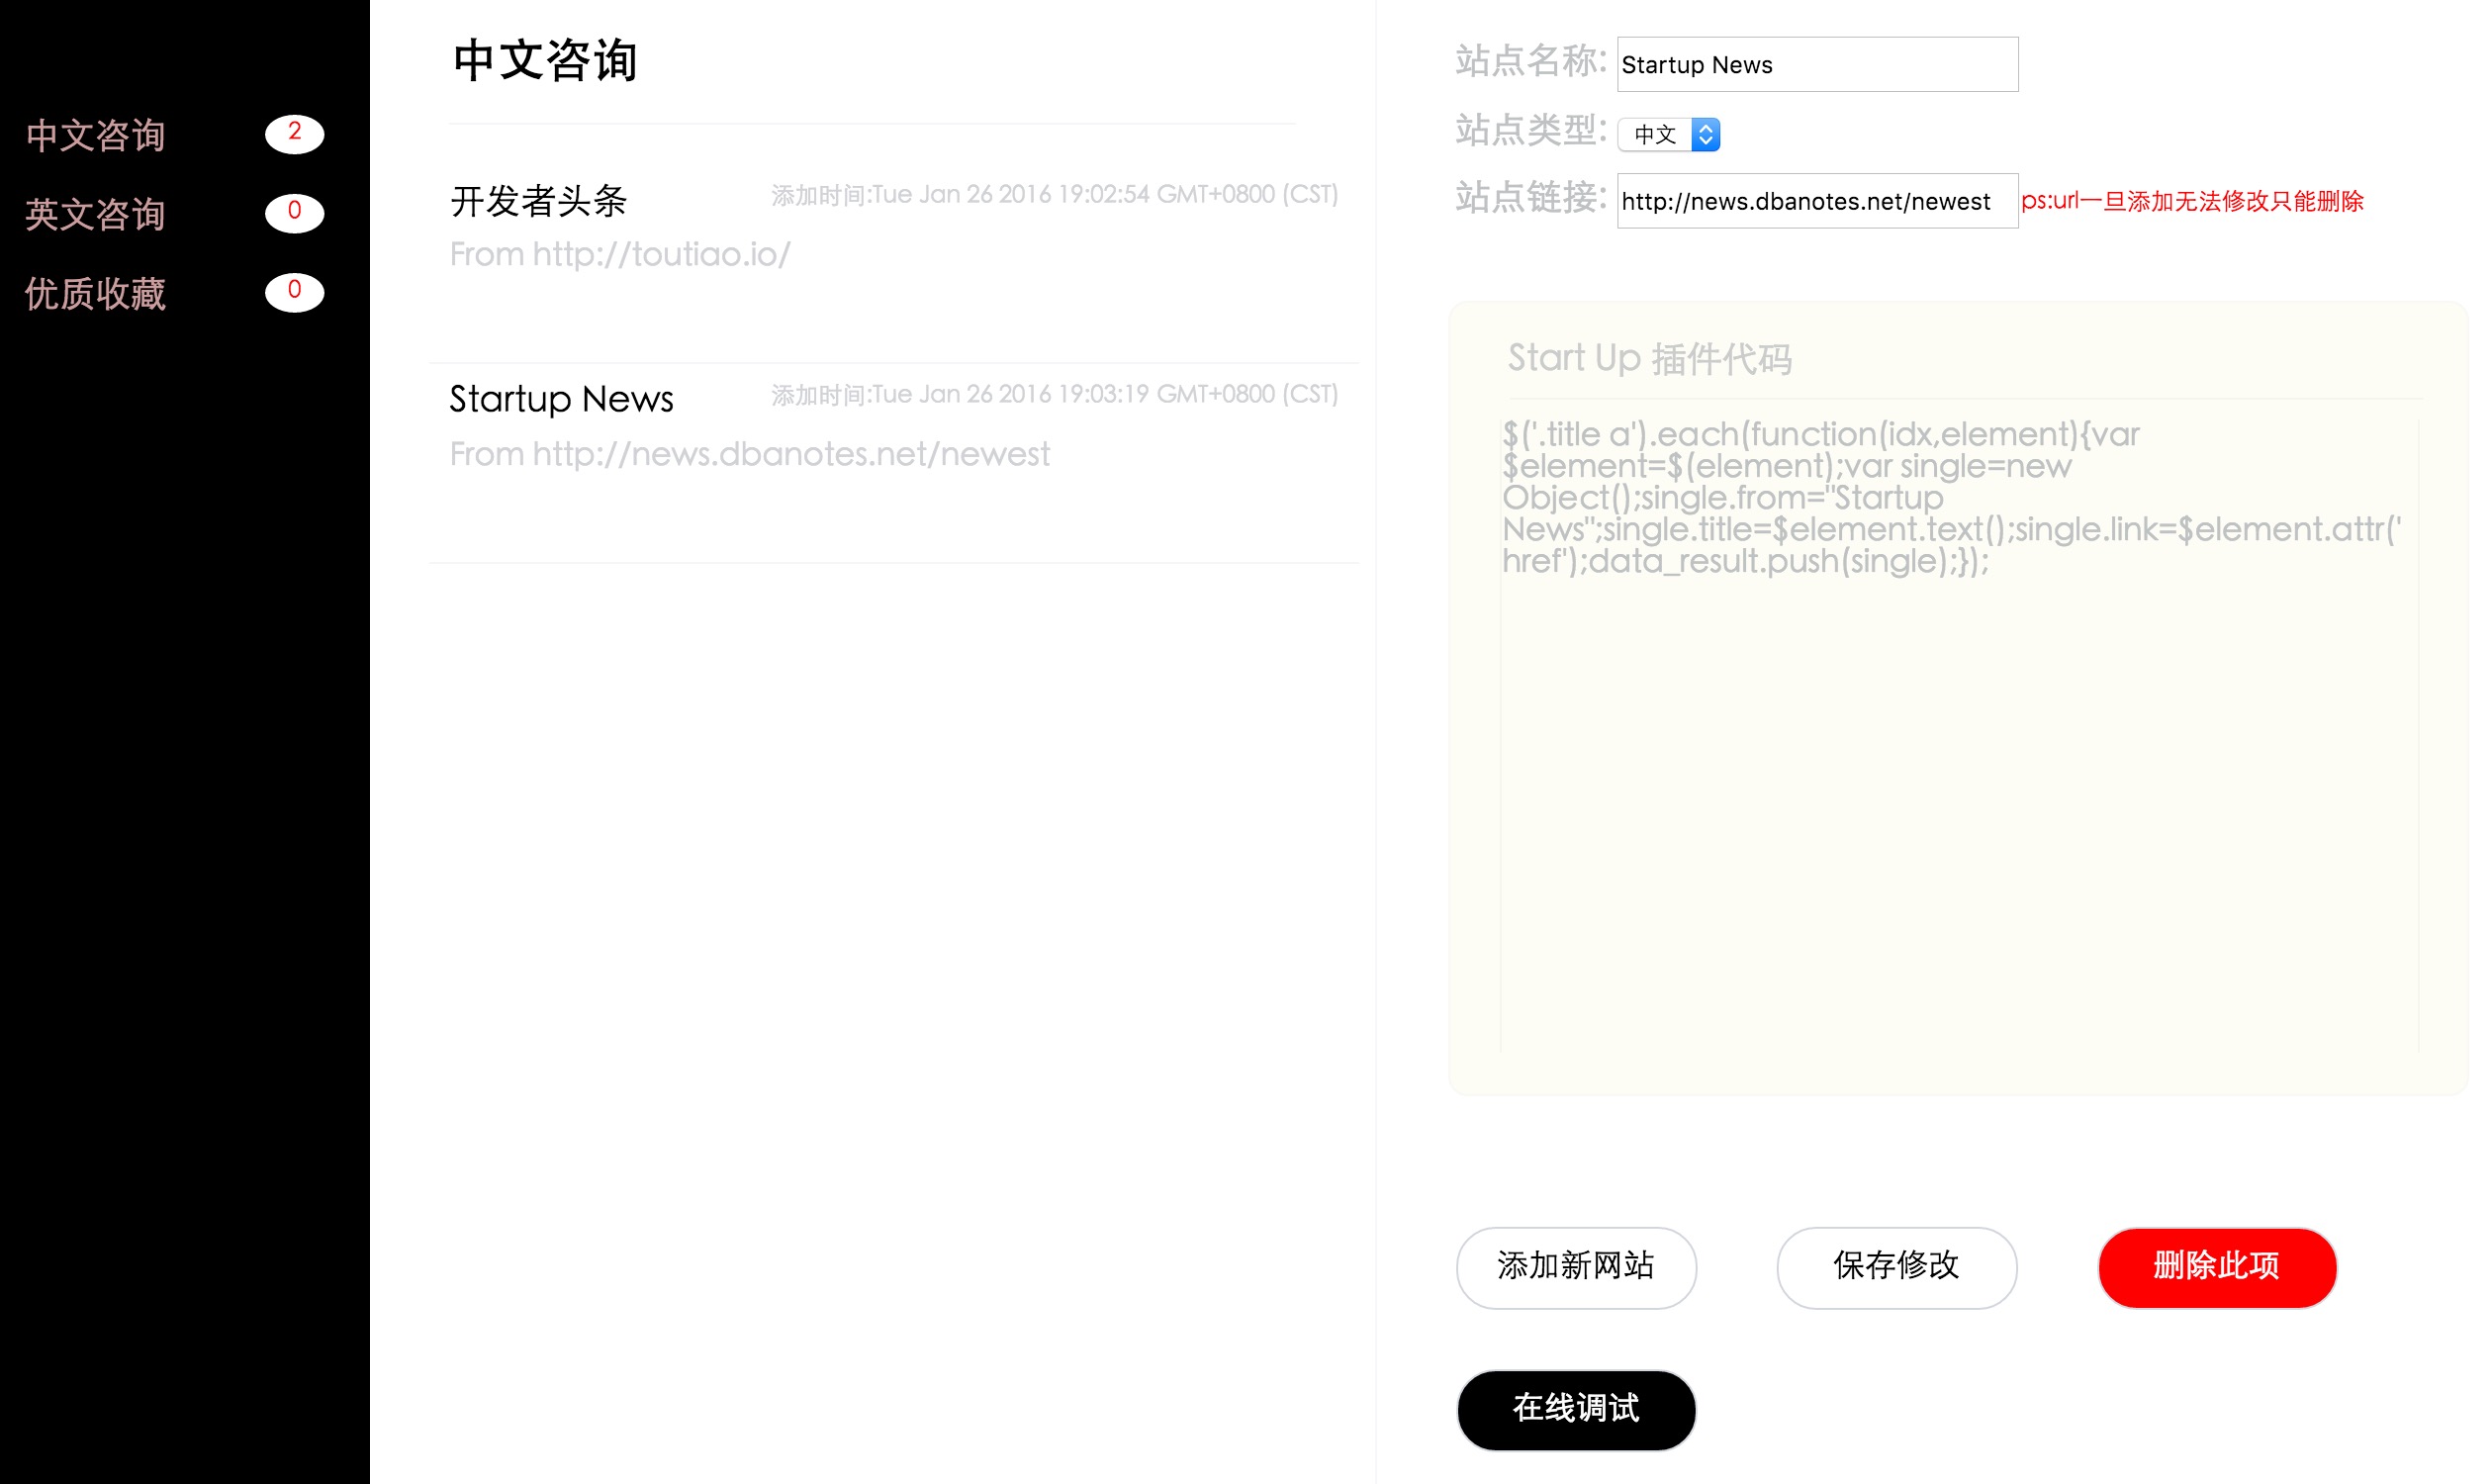 中文咨询 2
英文咨询 0
优质收藏 0
中文咨询
开发者头条 添加时间:Tue Jan 26 2016 19:02:54 GMT+0800 (CST)
From http://toutiao.io/
Startup News 添加时间:Tue Jan 26 2016 19:03:19 GMT+0800 (CST)
From http://news.dbanotes.net/newest
站点名称: Startup News
站点类型: 中文
站点链接: http://news.dbanotes.net/newest ps:url一旦添加无法修改只能删除
Start Up 插件代码
$('.title a').each(function(idx,element){var
$element=$(element);var single=new
Object();single.from="Startup
News";single.title=$element.text();single.link=$element.attr('
href');data_result.push(single);});
添加新网站 保存修改 删除此项
在线调试